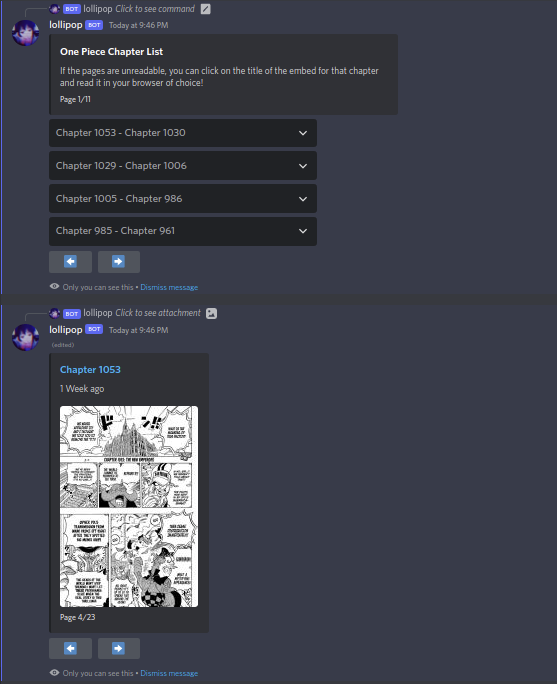 BOT lollipop Click to see command
lollipop BOT Today at 9:46 PM
One Piece Chapter List
If the pages are unreadable, you can click on the title of the embed for that chapter
and read it in your browser of choice!
Page 1/11
Chapter 1053 - Chapter 1030
Chapter 1029 - Chapter 1006
Chapter 1005 - Chapter 986
Chapter 985 - Chapter 961
Only you can see this • Dismiss message
BOT lollipop Click to see attachment
lollipop BOT Today at 9:46 PM
(edited)
Chapter 1053
1 Week ago
CHAPTER 1053: THE NEW EMPERORS
Page 4/23
Only you can see this • Dismiss message